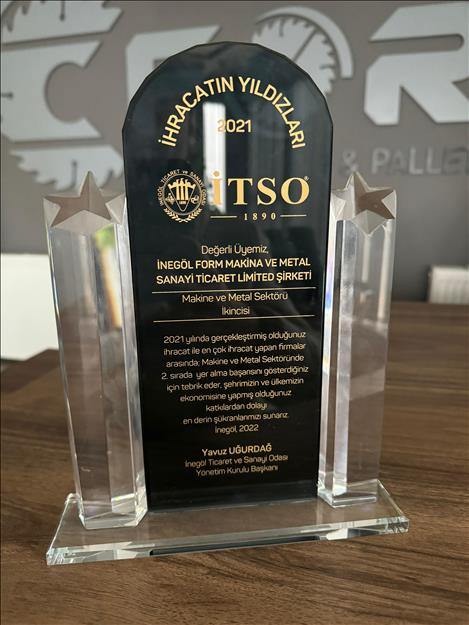 İHRACATIN YILDIZLARI
2021
İNEGÖL TİCARET ve SANAYİ ODASI
İTSO
1890
Değerli Üyemiz,
İNEGÖL FORM MAKİNA VE METAL
SANAYİ TİCARET LİMİTED ŞİRKETİ
Makine ve Metal Sektörü
İkincisi
2021 yılında gerçekleştirmiş olduğunuz
ihracat ile en çok ihracat yapan firmalar
arasında; Makine ve Metal Sektöründe
2. sırada yer alma başarısını gösterdiğiniz
için tebrik eder, şehrimizin ve ülkemizin
ekonomisine yapmış olduğunuz
katkılardan dolayı
en derin şükranlarımızı sunarız.
İnegöl, 2022
Yavuz UĞURDAĞ
İnegöl Ticaret ve Sanayi Odası
Yönetim Kurulu Başkanı
& PALLE